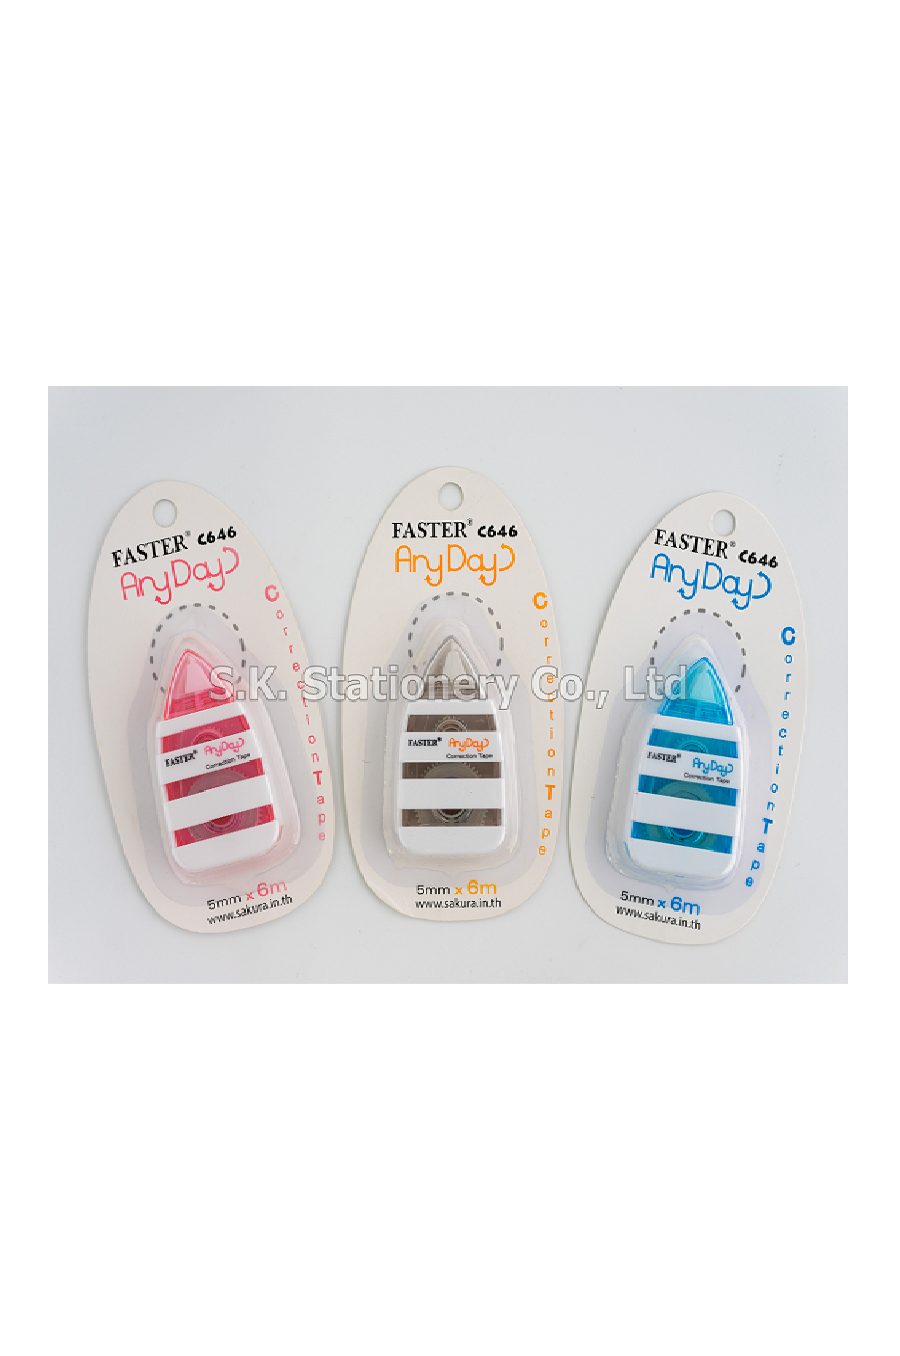 FASTER® C646
AnyDay
Correction Tape
FASTER® AnyDay
Correction Tape
5mm x 6m
www.sakura.in.th
FASTER® C646
AnyDay
Correction Tape
FASTER® AnyDay
Correction Tape
5mm x 6m
www.sakura.in.th
FASTER® C646
AnyDay
Correction Tape
FASTER® AnyDay
Correction Tape
5mm x 6m
www.sakura.in.th
S.K. Stationery Co., Ltd